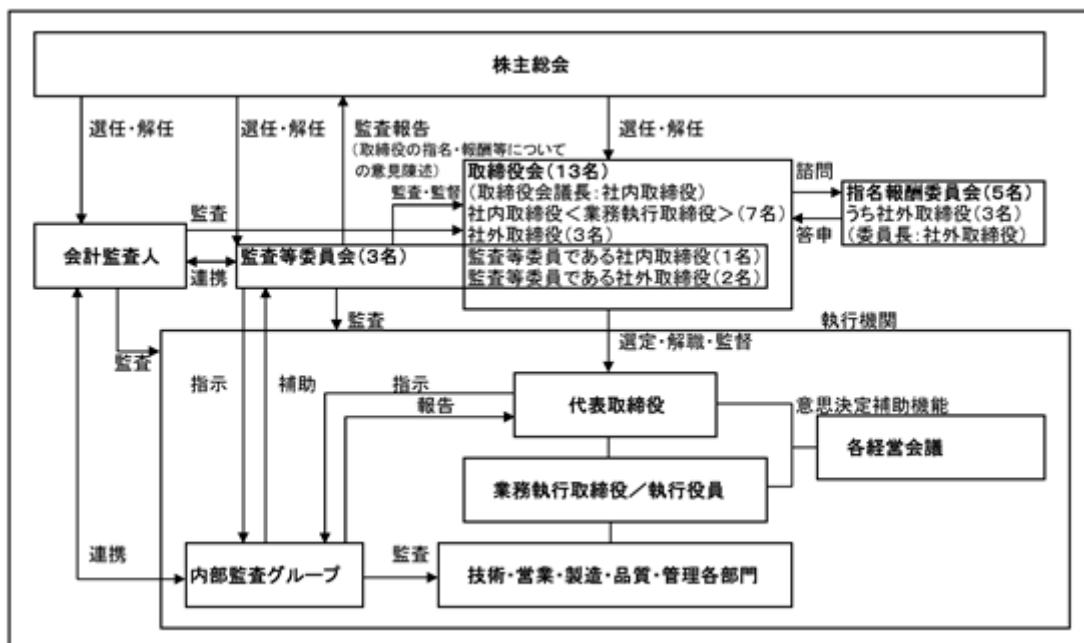 株主総会
選任・解任
選任・解任
監査報告
(取締役の指名・報酬等について
の意見陳述)
選任・解任
監査・監督
取締役会(13名)
(取締役会議長:社内取締役)
社内取締役<業務執行取締役>(7名)
社外取締役(3名)
監査等委員である社内取締役(1名)
監査等委員である社外取締役(2名)
諮問
答申
指名報酬委員会(5名)
うち社外取締役(3名)
(委員長:社外取締役)
監査
会計監査人
連携
監査等委員会(3名)
監査
監査
選定・解職・監督
執行機関
指示
補助
指示
報告
代表取締役
意思決定補助機能
各経営会議
業務執行取締役/執行役員
連携
内部監査グループ
監査
技術・営業・製造・品質・管理各部門